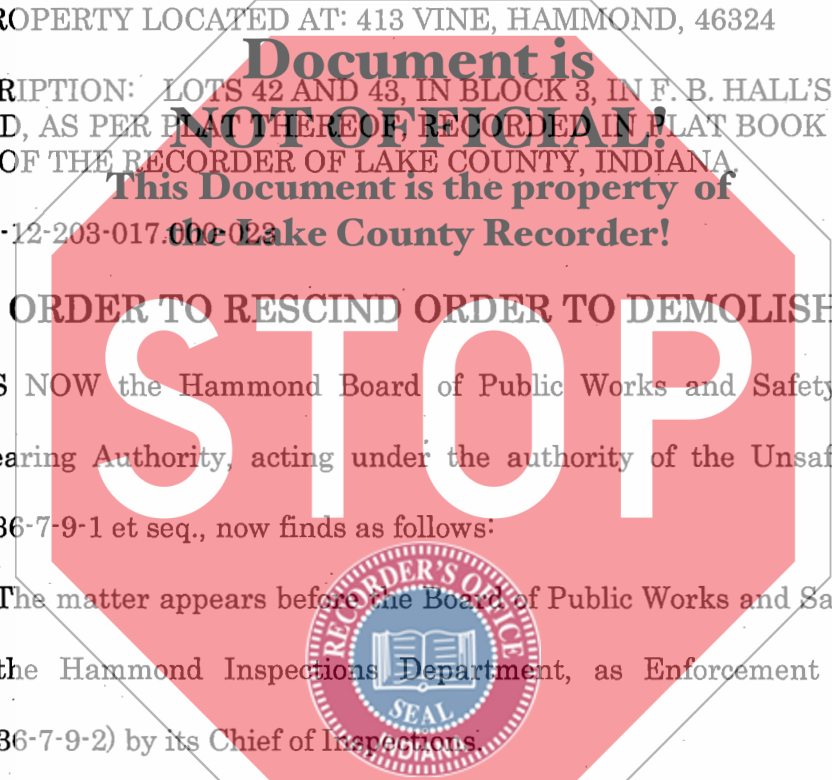 ROPERTY LOCATED AT: 413 VINE, HAMMOND, 46324
Document is
RIPTION: LOTS 42 AND 43, IN BLOCK 3, IN F. B. HALL'S
NOT OFFICIAL!
D, AS PER PLAT THEREOF, RECORDED IN PLAT BOOK
OF THE RECORDER OF LAKE COUNTY, INDIANA.
This Document is the property of
the Lake County Recorder!
-12-203-017.000-023
ORDER TO RESCIND ORDER TO DEMOLISH
STOP
S NOW the Hammond Board of Public Works and Safety
earing Authority, acting under the authority of the Unsaf
36-7-9-1 et seq., now finds as follows:
The matter appears before the Board of Public Works and Sa
the Hammond Inspections Department, as Enforcement
36-7-9-2) by its Chief of Inspections.
RECORDER'S OFFICE
SEAL
INDIANA